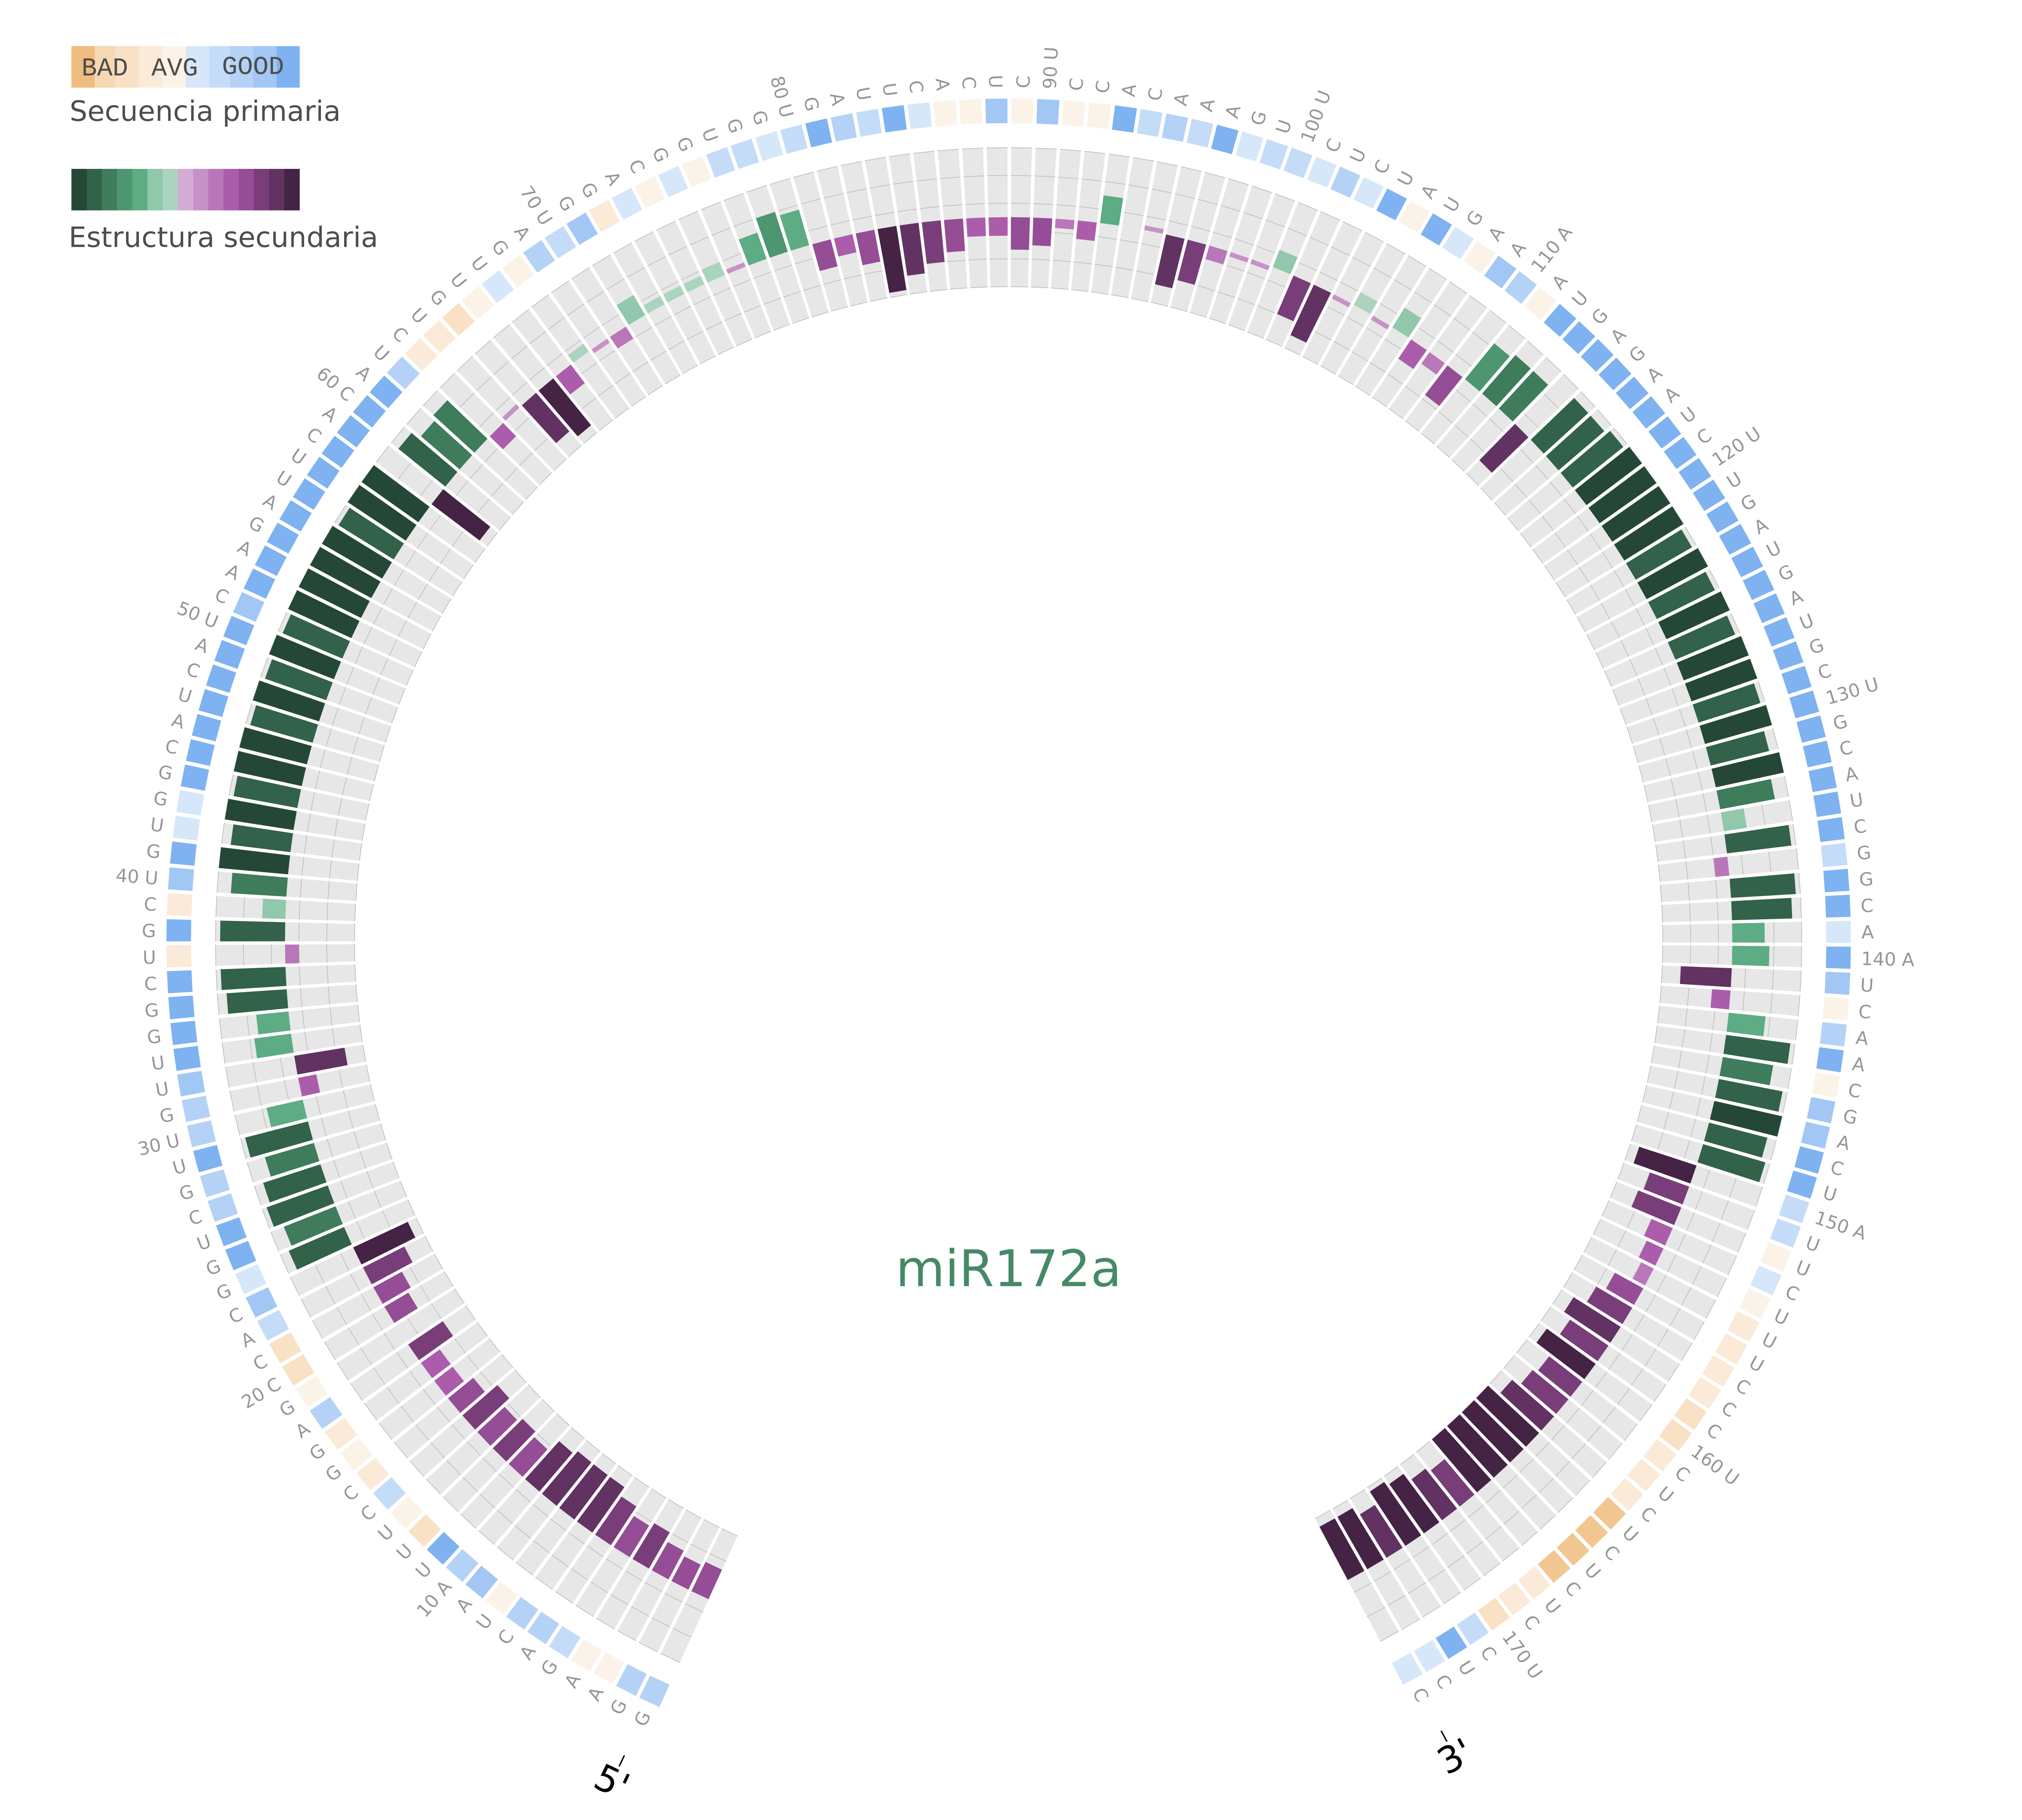 BAD AVG GOOD
Secuencia primaria
Estructura secundaria
G G A A G A C U A 10 A
U U U C C G G A G 20 C
C A C G G U C G U 30 U
G U U G G C U G C 40 U
G U G G C A U C A 50 U
C A A G A U U C A 60 C
A U C U G U U G A 70 U
G G A C G G U G G 80 U
G A U U C A C U C 90 U
C C A C A A A G U 100 U
C U C U A U G A A 110 A
A U G A G A A U C 120 U
U G A U G A U G C 130 U
G C A U C G G C A 140 A
U C A A C G A C U 150 A
U U C U U U C C C 160 U
C U C U C U C U C 170 U
C U C C
miR172a
5'
3'